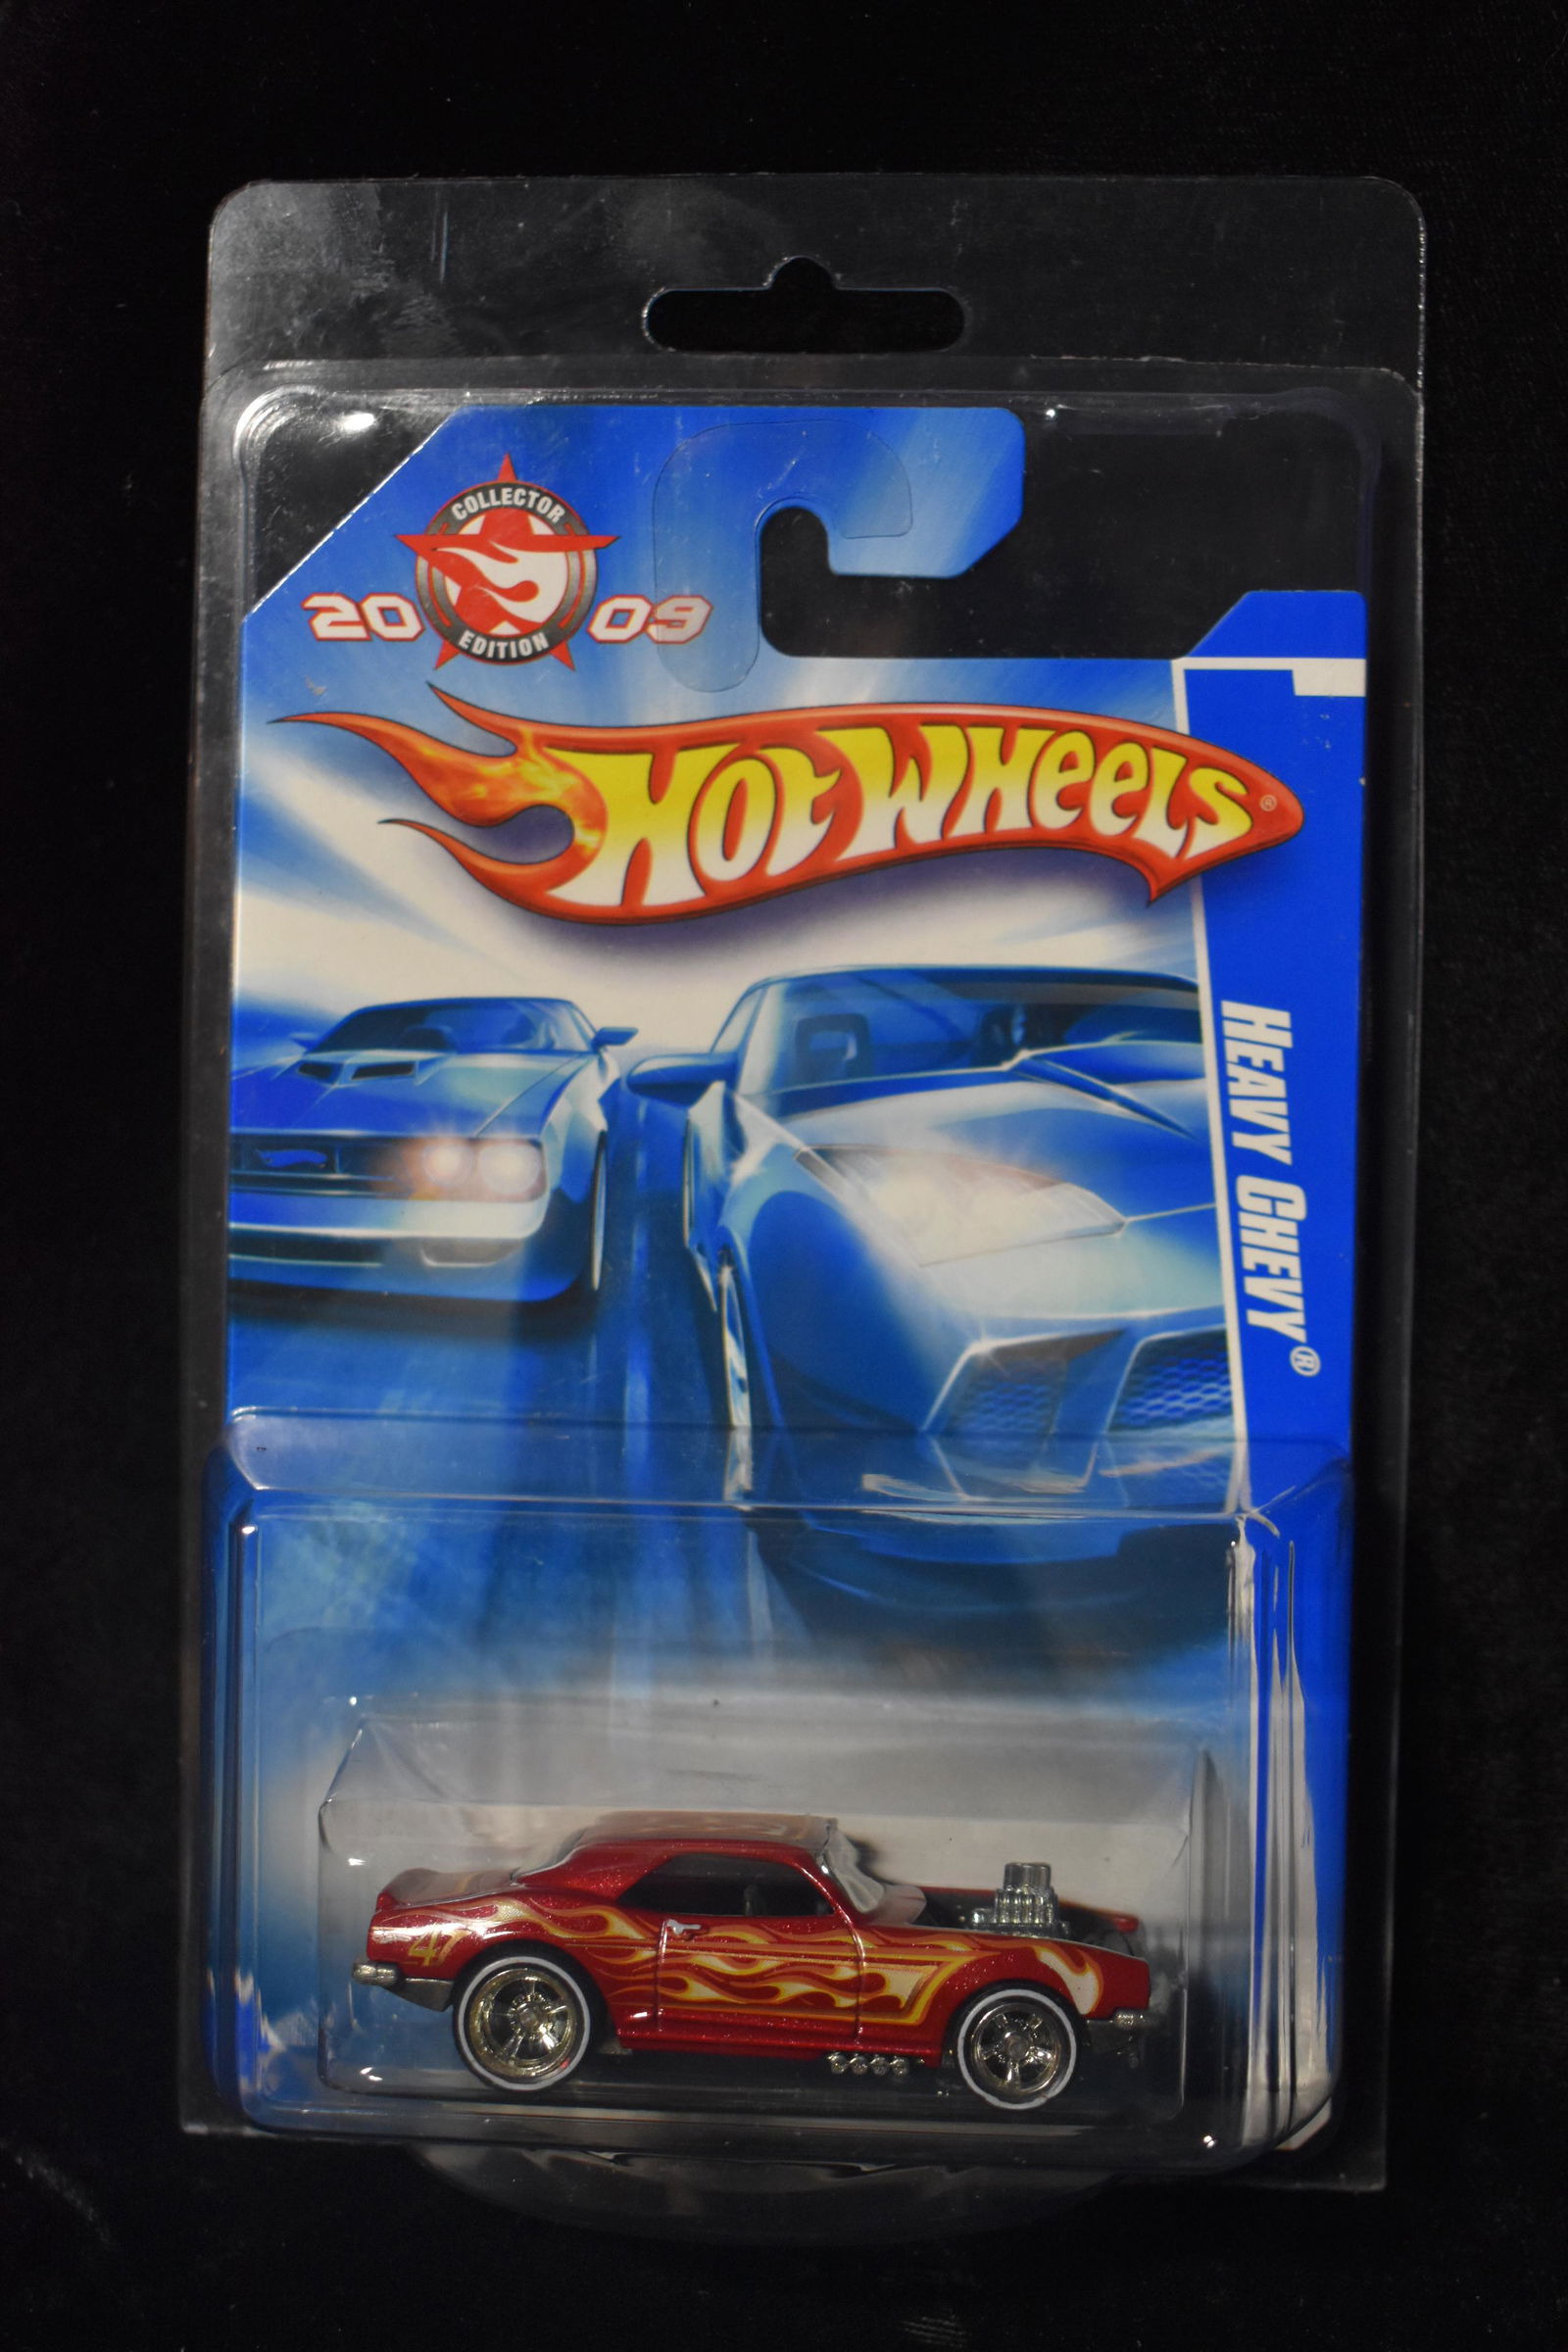 COLLECTOR
20 09
EDITION
HOT WHEELS®
HEAVY CHEVY®
47